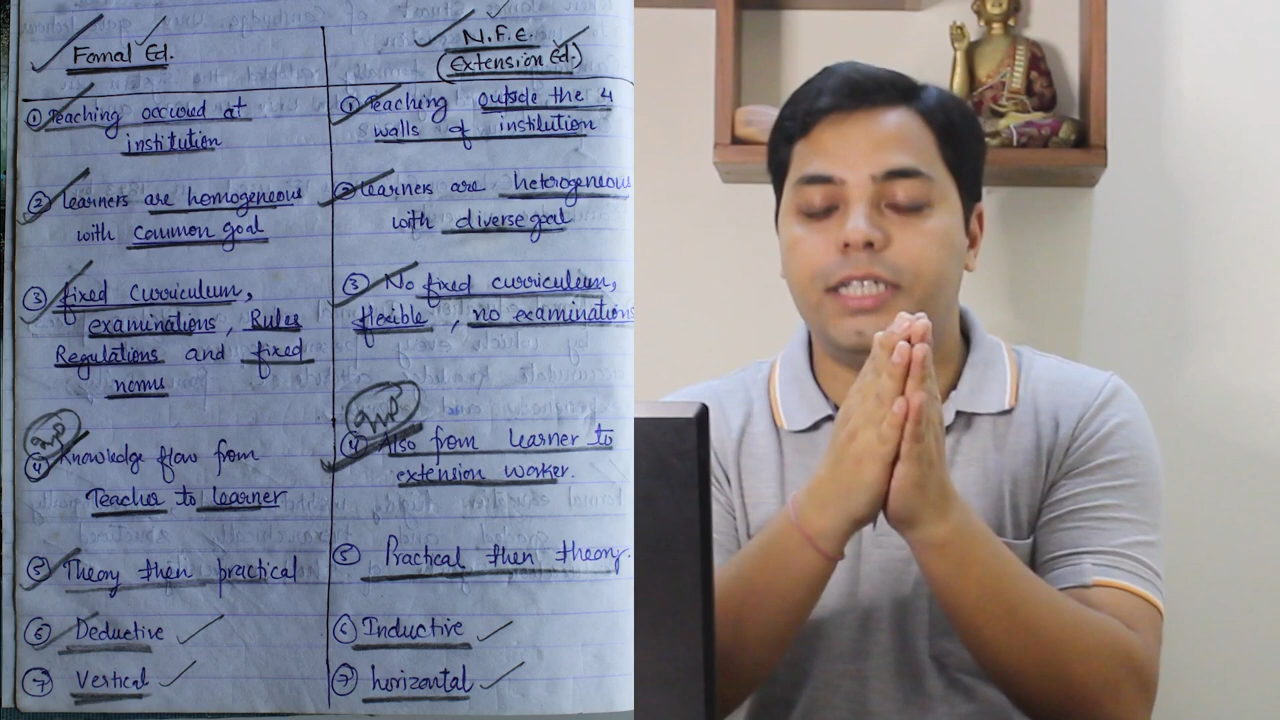 Fomal Ed.
① Teaching occured at
institution
② learners are homogeneous
with common goal
③ fixed curriculum,
examinations, Rules
Regulations and fixed
norms
④ Knowledge flow from
Teacher to learner
⑤ Theory then practical
⑥ Deductive
⑦ Vertical
N.F.E.
(Extension Ed.)
① Teaching outside the 4
walls of institution
② learners are heterogeneous
with diverse goal
③ No fixed curriculum,
flexible, no examinations
④ Also from learner to
extension worker.
⑤ Practical then theory.
⑥ Inductive
⑦ horizontal